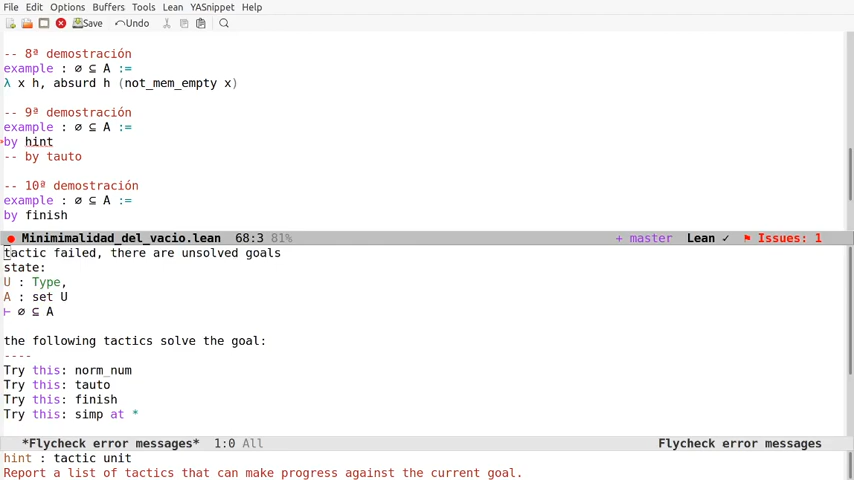 File Edit Options Buffers Tools Lean YASnippet Help
Save Undo
-- 8ª demostración
example : ∅ ⊆ A :=
λ x h, absurd h (not_mem_empty x)
-- 9ª demostración
example : ∅ ⊆ A :=
by hint
-- by tauto
-- 10ª demostración
example : ∅ ⊆ A :=
by finish
Minimimalidad_del_vacio.lean 68:3 81% + master Lean ✓ Issues: 1
tactic failed, there are unsolved goals
state:
U : Type,
A : set U
⊢ ∅ ⊆ A
the following tactics solve the goal:
----
Try this: norm_num
Try this: tauto
Try this: finish
Try this: simp at *
*Flycheck error messages* 1:0 All Flycheck error messages
hint : tactic unit
Report a list of tactics that can make progress against the current goal.